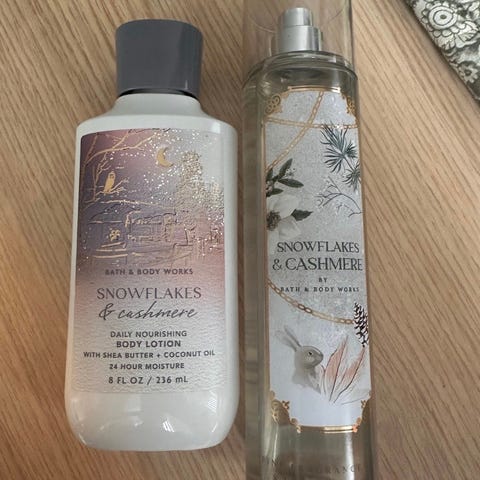 BATH & BODY WORKS
SNOWFLAKES
& cashmere
DAILY NOURISHING
BODY LOTION
WITH SHEA BUTTER + COCONUT OIL
24 HOUR MOISTURE
8 FL OZ / 236 mL
SNOWFLAKES
& CASHMERE
BY
BATH & BODY WORKS